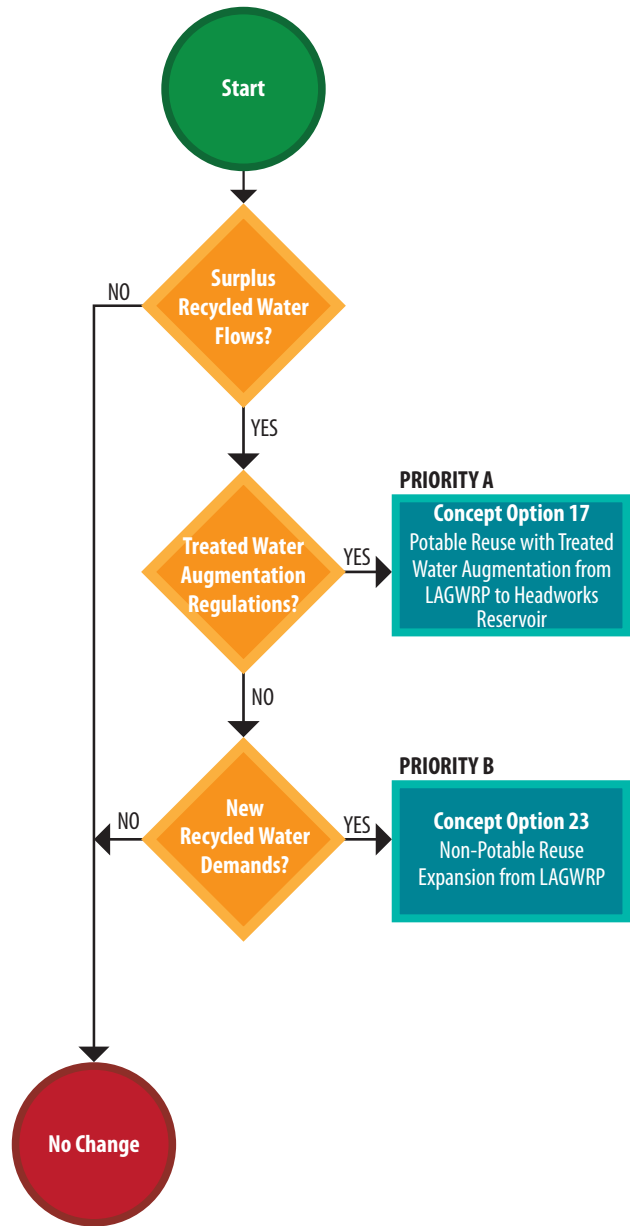 Start
Surplus
Recycled Water
Flows?
NO
YES
PRIORITY A
Treated Water
Augmentation
Regulations?
YES
Concept Option 17
Potable Reuse with Treated
Water Augmentation from
LAGWRP to Headworks
Reservoir
NO
PRIORITY B
New
Recycled Water
Demands?
NO
YES
Concept Option 23
Non-Potable Reuse
Expansion from LAGWRP
No Change